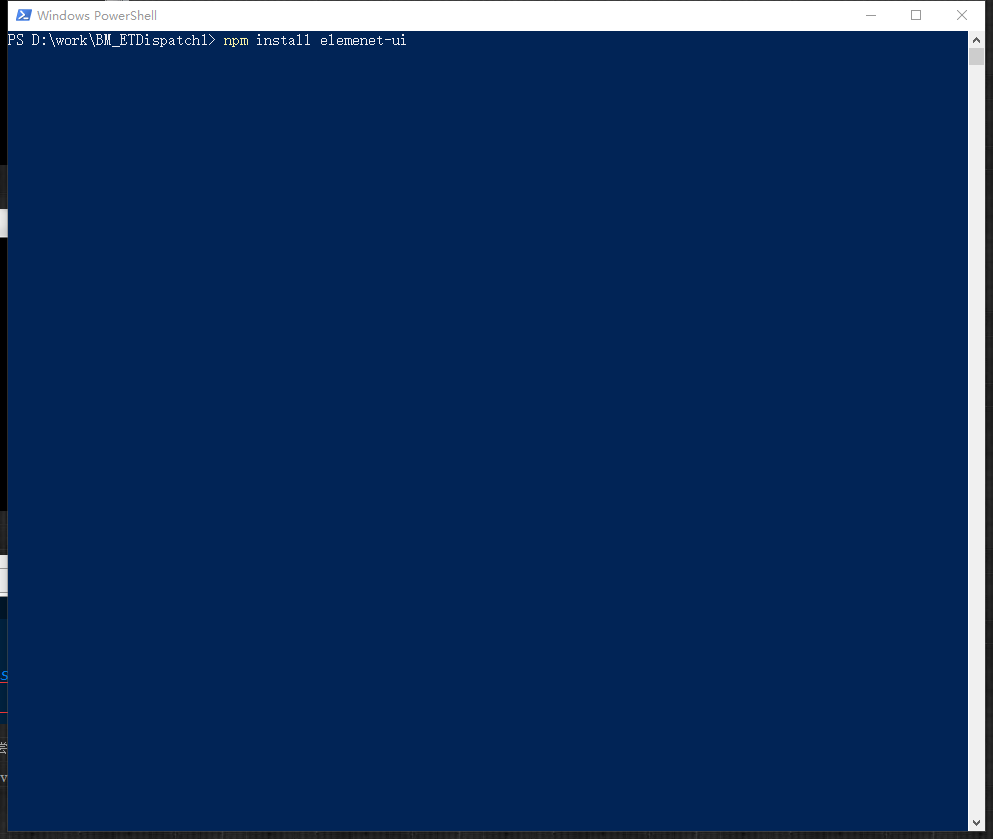 Windows PowerShell
PS D:\work\BM_ETDispatch1> npm install elemenet-ui
S
v